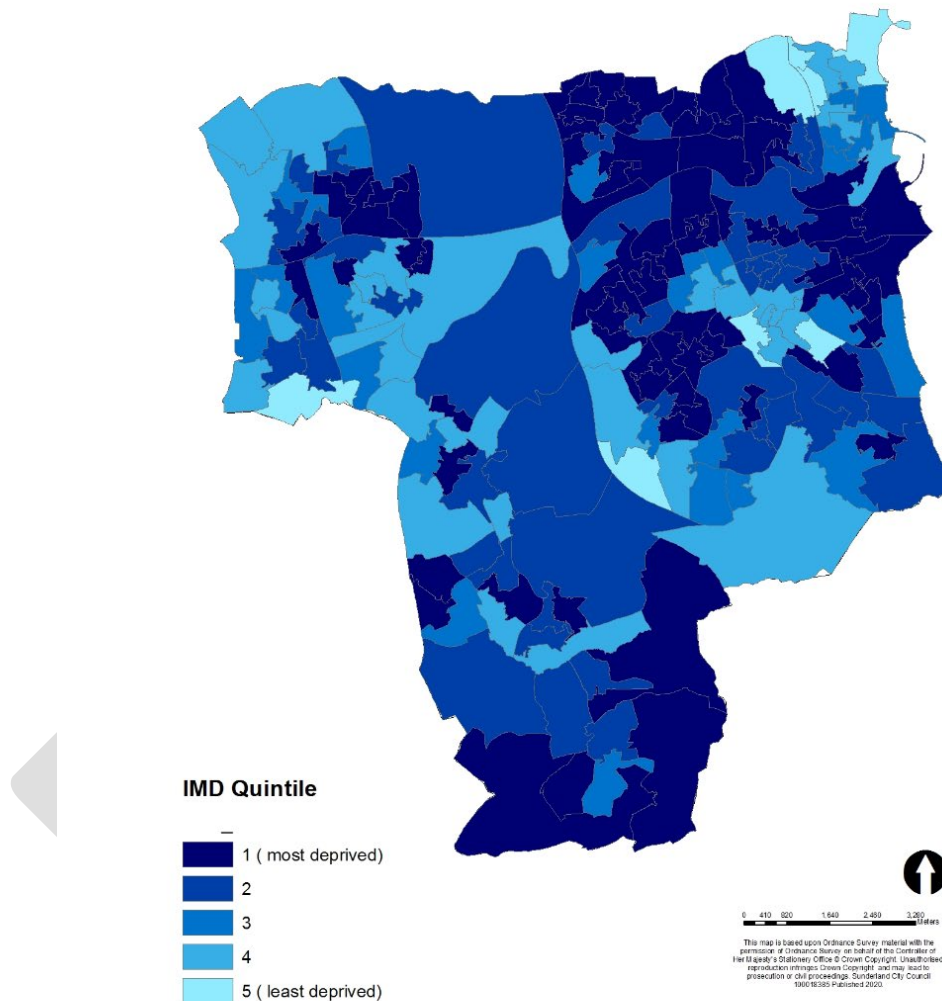 IMD Quintile
1 ( most deprived)
2
3
4
5 ( least deprived)
0 410 820 1,640 2,460 3,280
Meters
This map is based upon Ordnance Survey material with the
permission of Ordnance Survey on behalf of the Controller of
Her Majesty's Stationery Office © Crown Copyright. Unauthorised
reproduction infringes Crown Copyright and may lead to
prosecution or civil proceedings. Sunderland City Council
100018385 Published 2020.